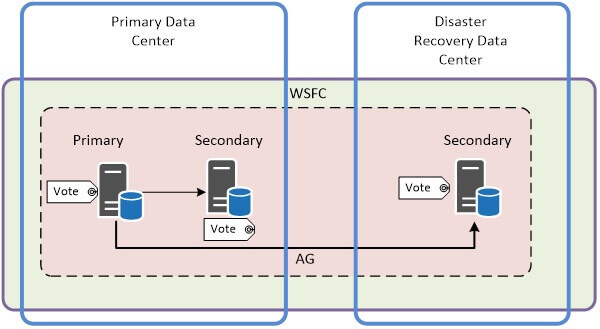 Primary Data
Center
Disaster
Recovery Data
Center
WSFC
Primary
Secondary
Secondary
Vote
Vote
Vote
AG